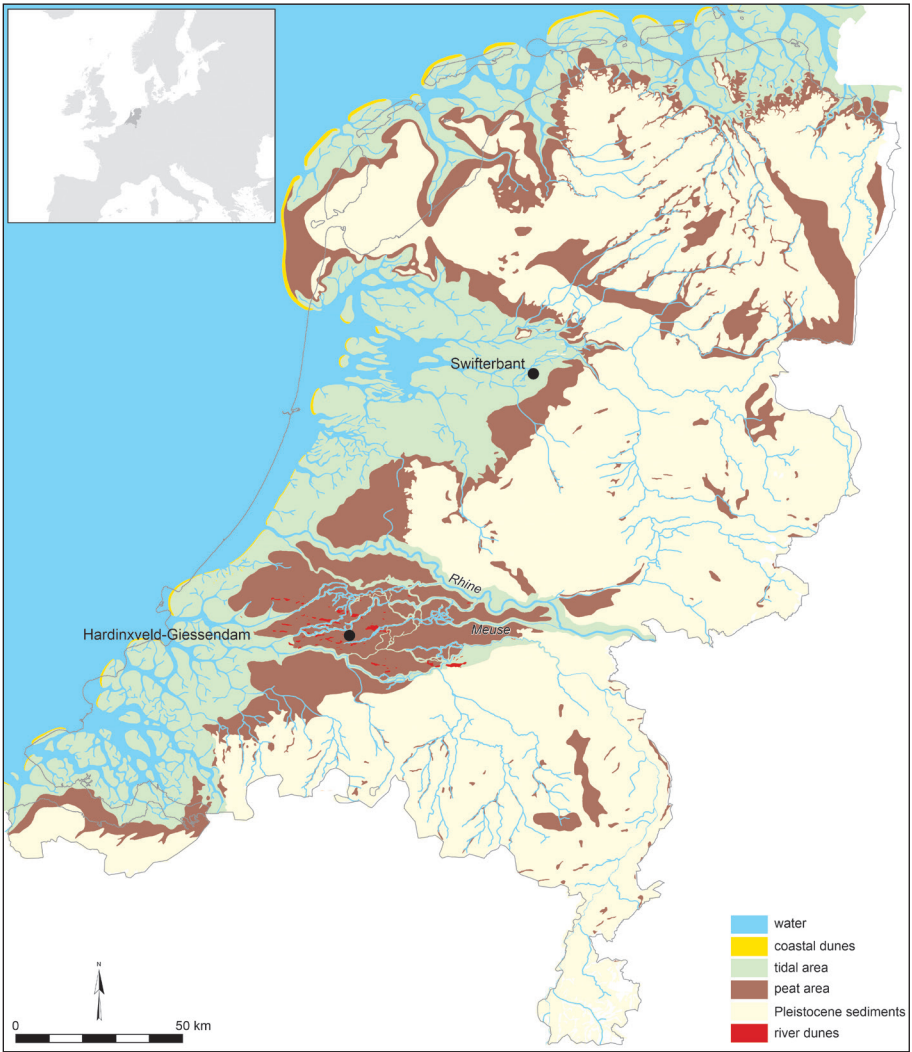 Swifterbant
Rhine
Hardinxveld-Giessendam
Meuse
water
coastal dunes
tidal area
peat area
Pleistocene sediments
river dunes
N
0 50 km